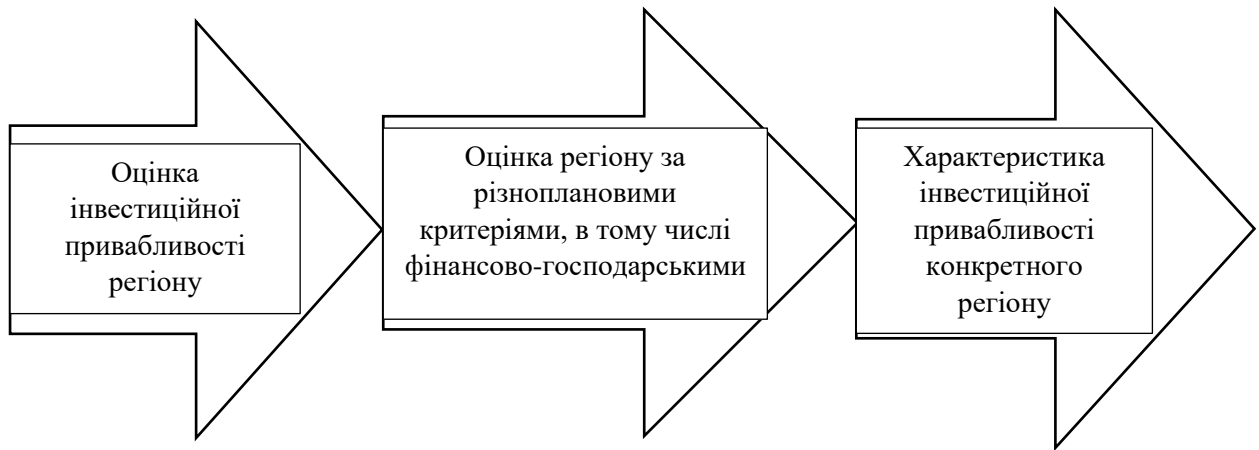 Оцінка
інвестиційної
привабливості
регіону
Оцінка регіону за
різноплановими
критеріями, в тому числі
фінансово-господарськими
Характеристика
інвестиційної
привабливості
конкретного
регіону